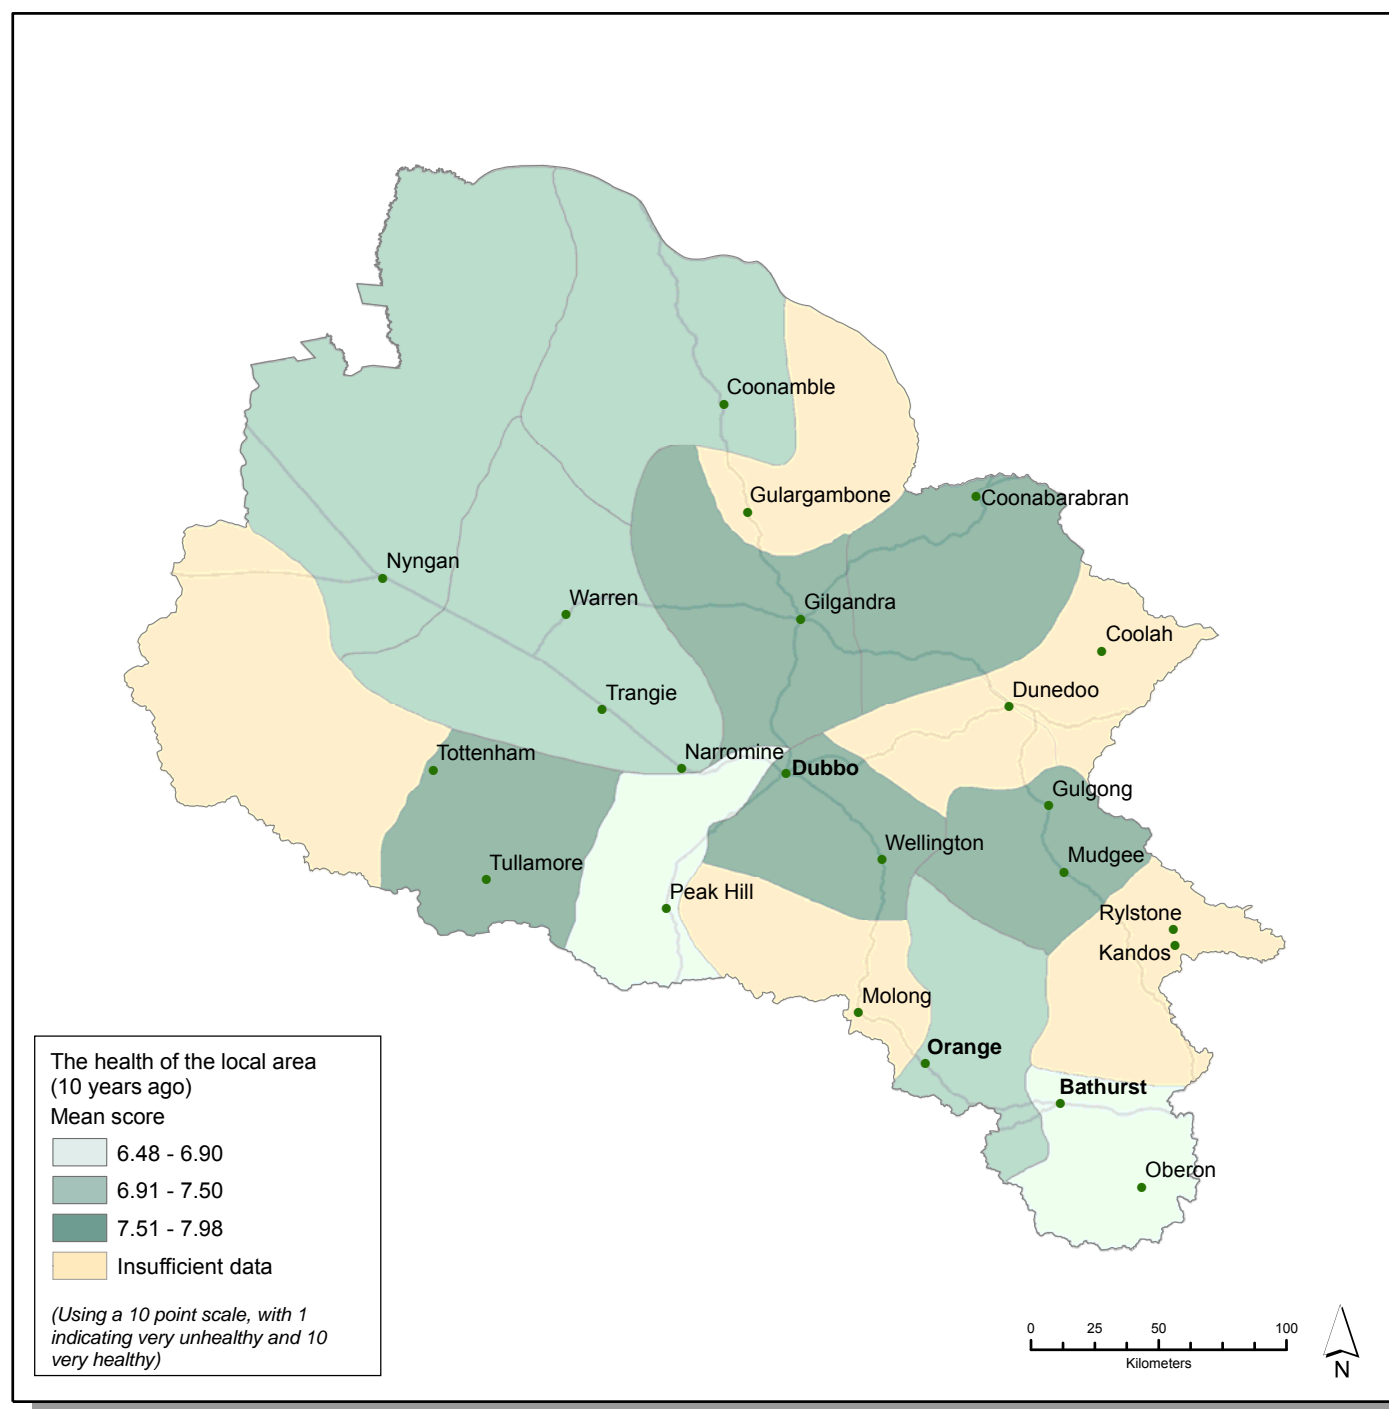 Coonamble
Gulargambone
Coonabarabran
Nyngan
Warren
Gilgandra
Coolah
Trangie
Dunedoo
Tottenham
Narromine
Dubbo
Gulgong
Tullamore
Wellington
Mudgee
Peak Hill
Rylstone
Kandos
Molong
Orange
Bathurst
Oberon
The health of the local area
(10 years ago)
Mean score
6.48 - 6.90
6.91 - 7.50
7.51 - 7.98
Insufficient data
(Using a 10 point scale, with 1
indicating very unhealthy and 10
very healthy)
0 25 50 100
Kilometers
N